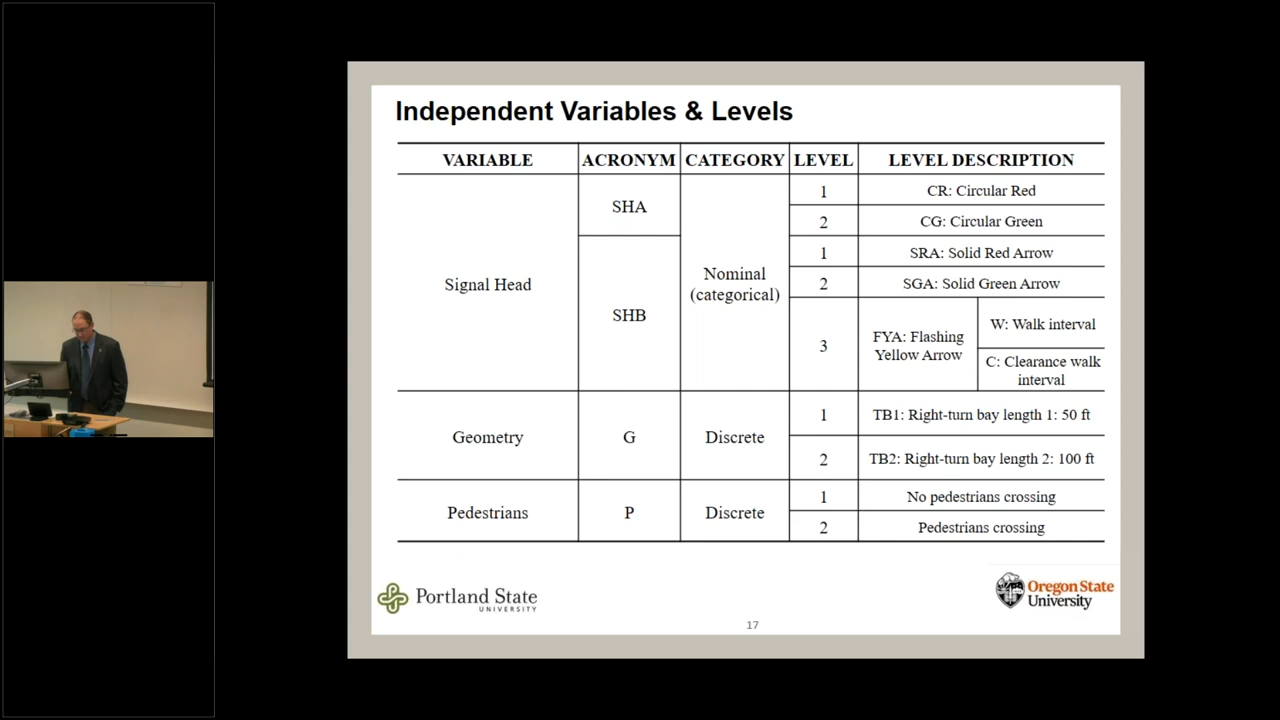 Independent Variables & Levels
VARIABLE ACRONYM CATEGORY LEVEL LEVEL DESCRIPTION
Signal Head SHA Nominal (categorical) 1 CR: Circular Red
2 CG: Circular Green
SHB 1 SRA: Solid Red Arrow
2 SGA: Solid Green Arrow
3 FYA: Flashing Yellow Arrow W: Walk interval
C: Clearance walk interval
Geometry G Discrete 1 TB1: Right-turn bay length 1: 50 ft
2 TB2: Right-turn bay length 2: 100 ft
Pedestrians P Discrete 1 No pedestrians crossing
2 Pedestrians crossing
Portland State
UNIVERSITY
Oregon State
University
17